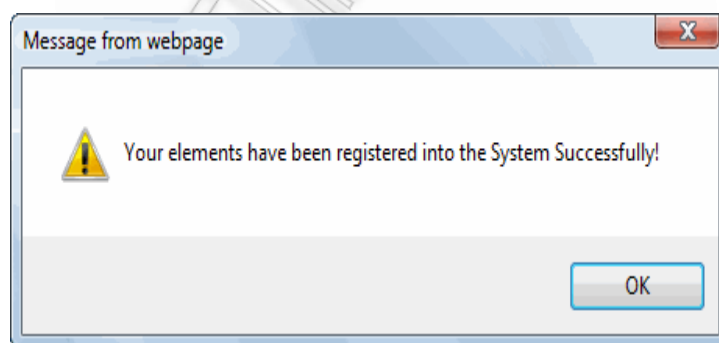 Message from webpage
X
Your elements have been registered into the System Successfully!
OK